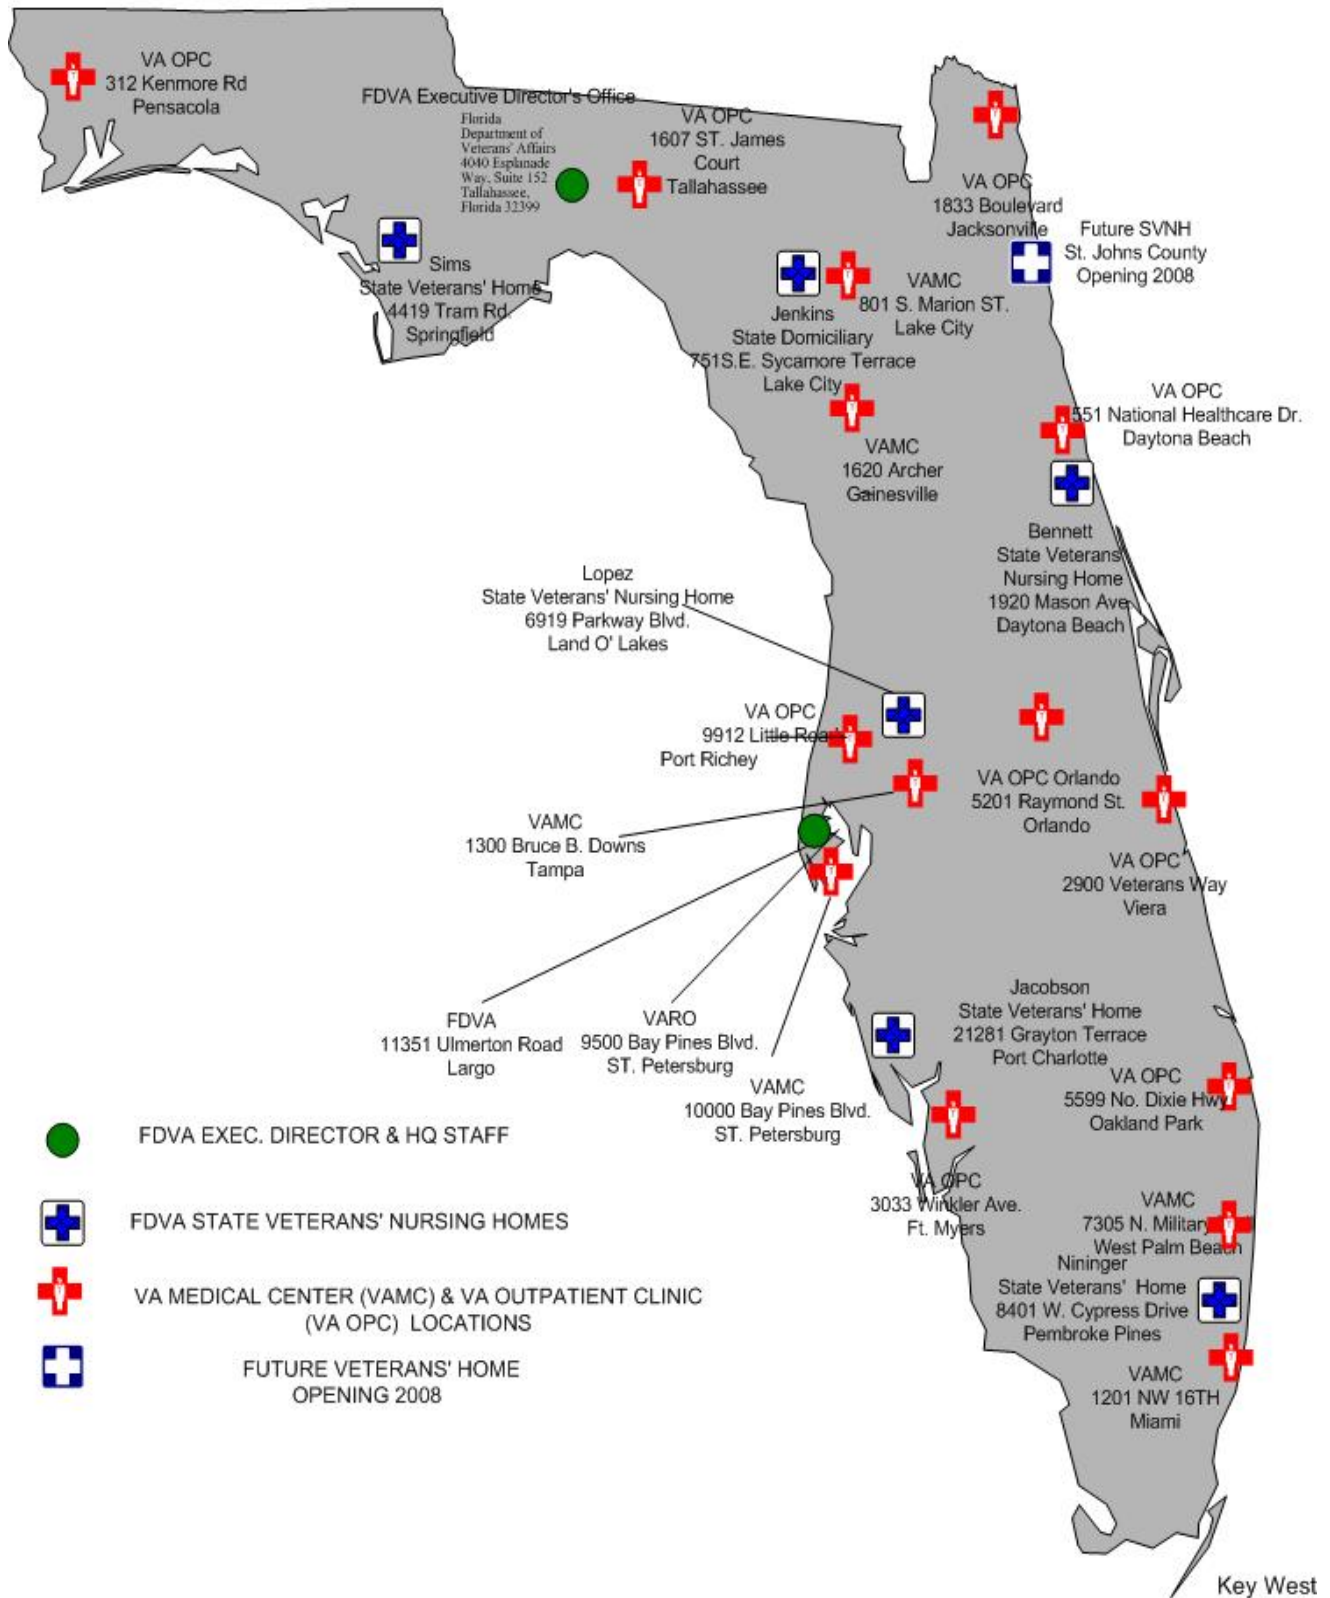 VA OPC
312 Kenmore Rd
Pensacola
FDVA Executive Director's Office
Florida
Department of
Veterans' Affairs
4040 Esplanade
Way, Suite 152
Tallahassee,
Florida 32399
VA OPC
1607 ST. James
Court
Tallahassee
VA OPC
1833 Boulevard
Jacksonville
Future SVNH
St. Johns County
Opening 2008
Sims
State Veterans' Home
4419 Tram Rd.
Springfield
Jenkins
State Domiciliary
751S.E. Sycamore Terrace
Lake City
VAMC
801 S. Marion ST.
Lake City
VAMC
1620 Archer
Gainesville
VA OPC
551 National Healthcare Dr.
Daytona Beach
Bennett
State Veterans
Nursing Home
1920 Mason Ave
Daytona Beach
Lopez
State Veterans' Nursing Home
6919 Parkway Blvd.
Land O' Lakes
VA OPC
9912 Little Road
Port Richey
VAMC
1300 Bruce B. Downs
Tampa
VA OPC Orlando
5201 Raymond St.
Orlando
VA OPC
2900 Veterans Way
Viera
FDVA
11351 Ulmerton Road
Largo
VARO
9500 Bay Pines Blvd.
ST. Petersburg
VAMC
10000 Bay Pines Blvd.
ST. Petersburg
Jacobson
State Veterans' Home
21281 Grayton Terrace
Port Charlotte
VA OPC
5599 No. Dixie Hwy
Oakland Park
VA OPC
3033 Winkler Ave.
Ft. Myers
VAMC
7305 N. Military
West Palm Beach
Nininger
State Veterans' Home
8401 W. Cypress Drive
Pembroke Pines
VAMC
1201 NW 16TH
Miami
FDVA EXEC. DIRECTOR & HQ STAFF
FDVA STATE VETERANS' NURSING HOMES
VA MEDICAL CENTER (VAMC) & VA OUTPATIENT CLINIC
(VA OPC) LOCATIONS
FUTURE VETERANS' HOME
OPENING 2008
Key West